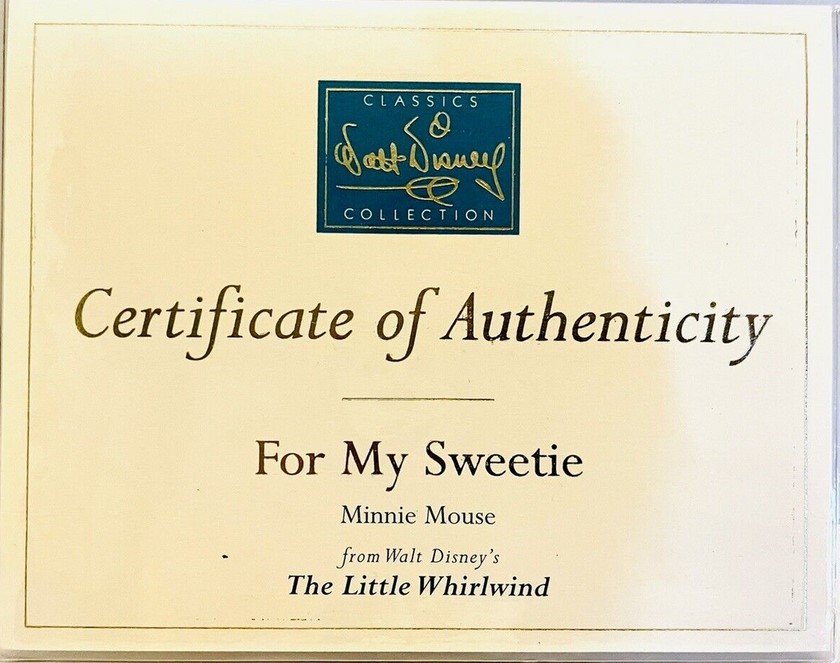 CLASSICS
Walt Disney
COLLECTION
Certificate of Authenticity
For My Sweetie
Minnie Mouse
from Walt Disney's
The Little Whirlwind